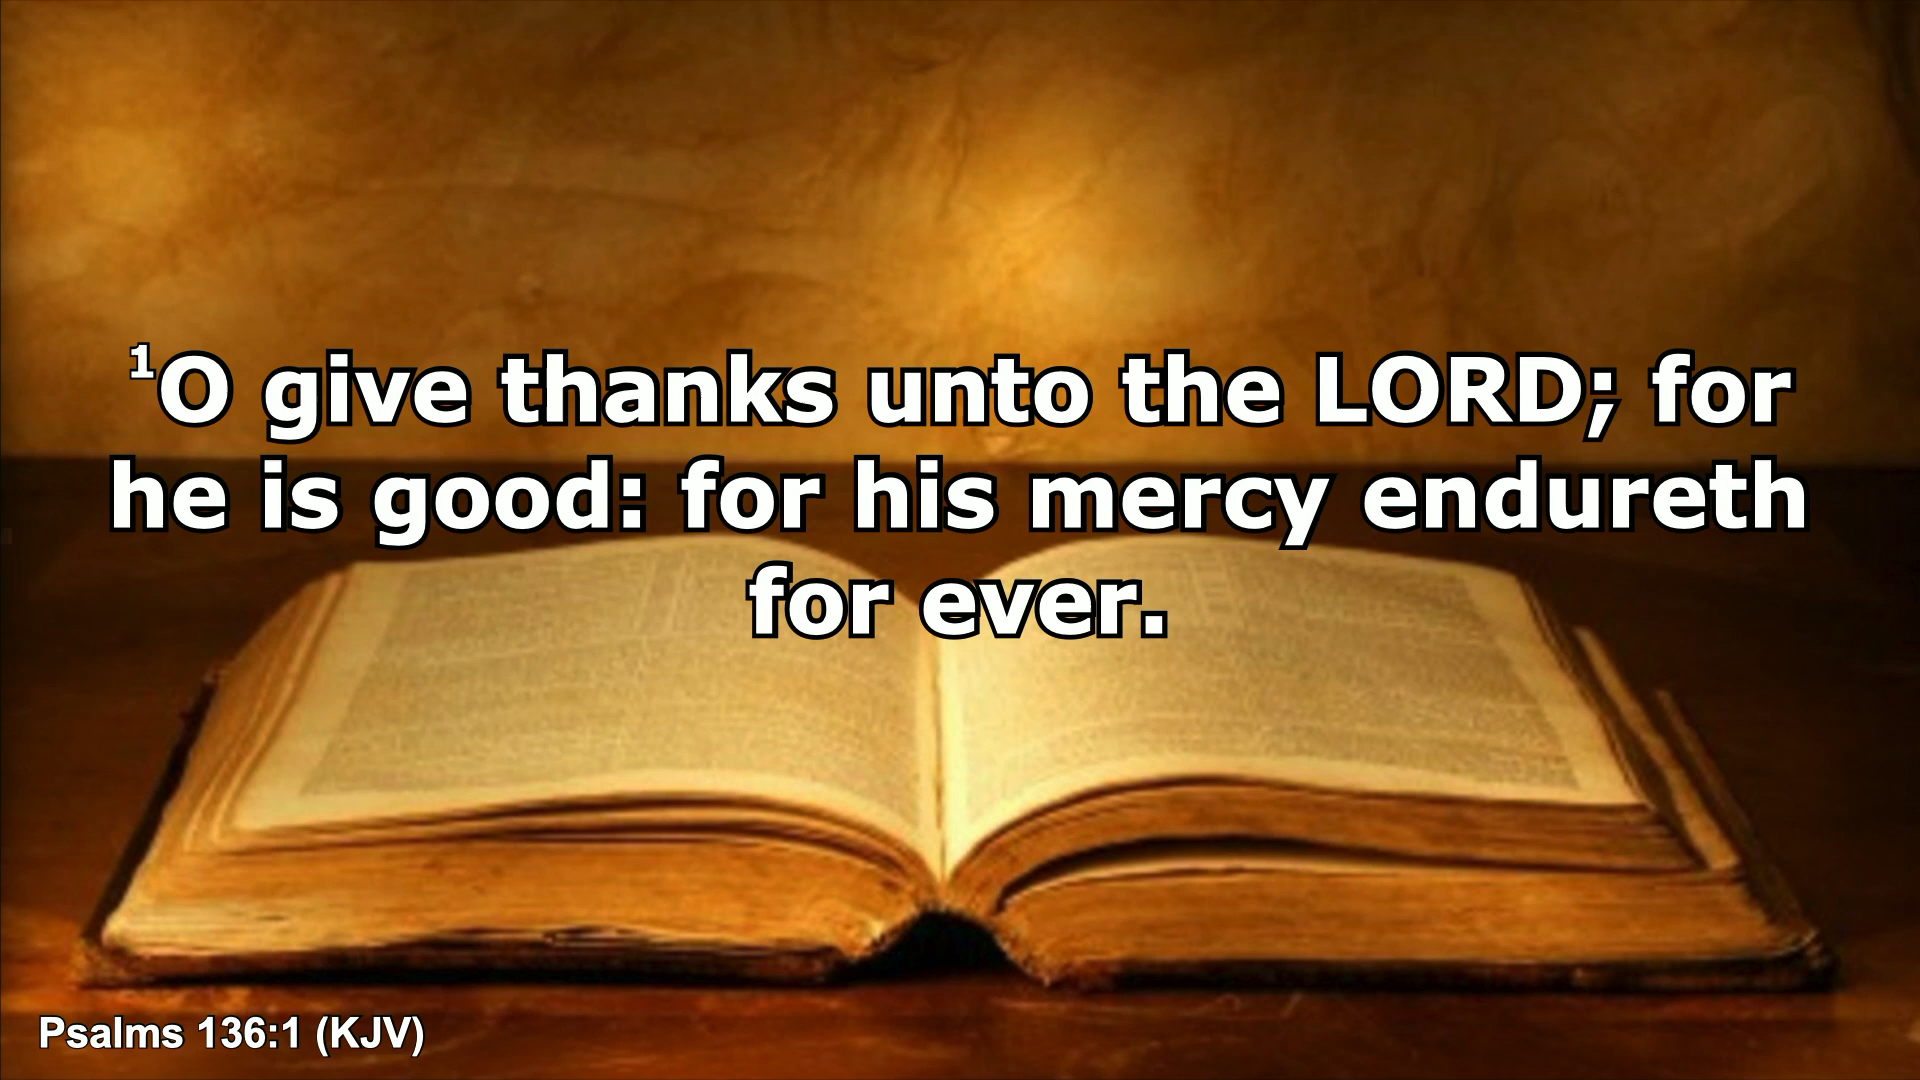 ¹O give thanks unto the LORD; for
he is good: for his mercy endureth
for ever.
Psalms 136:1 (KJV)